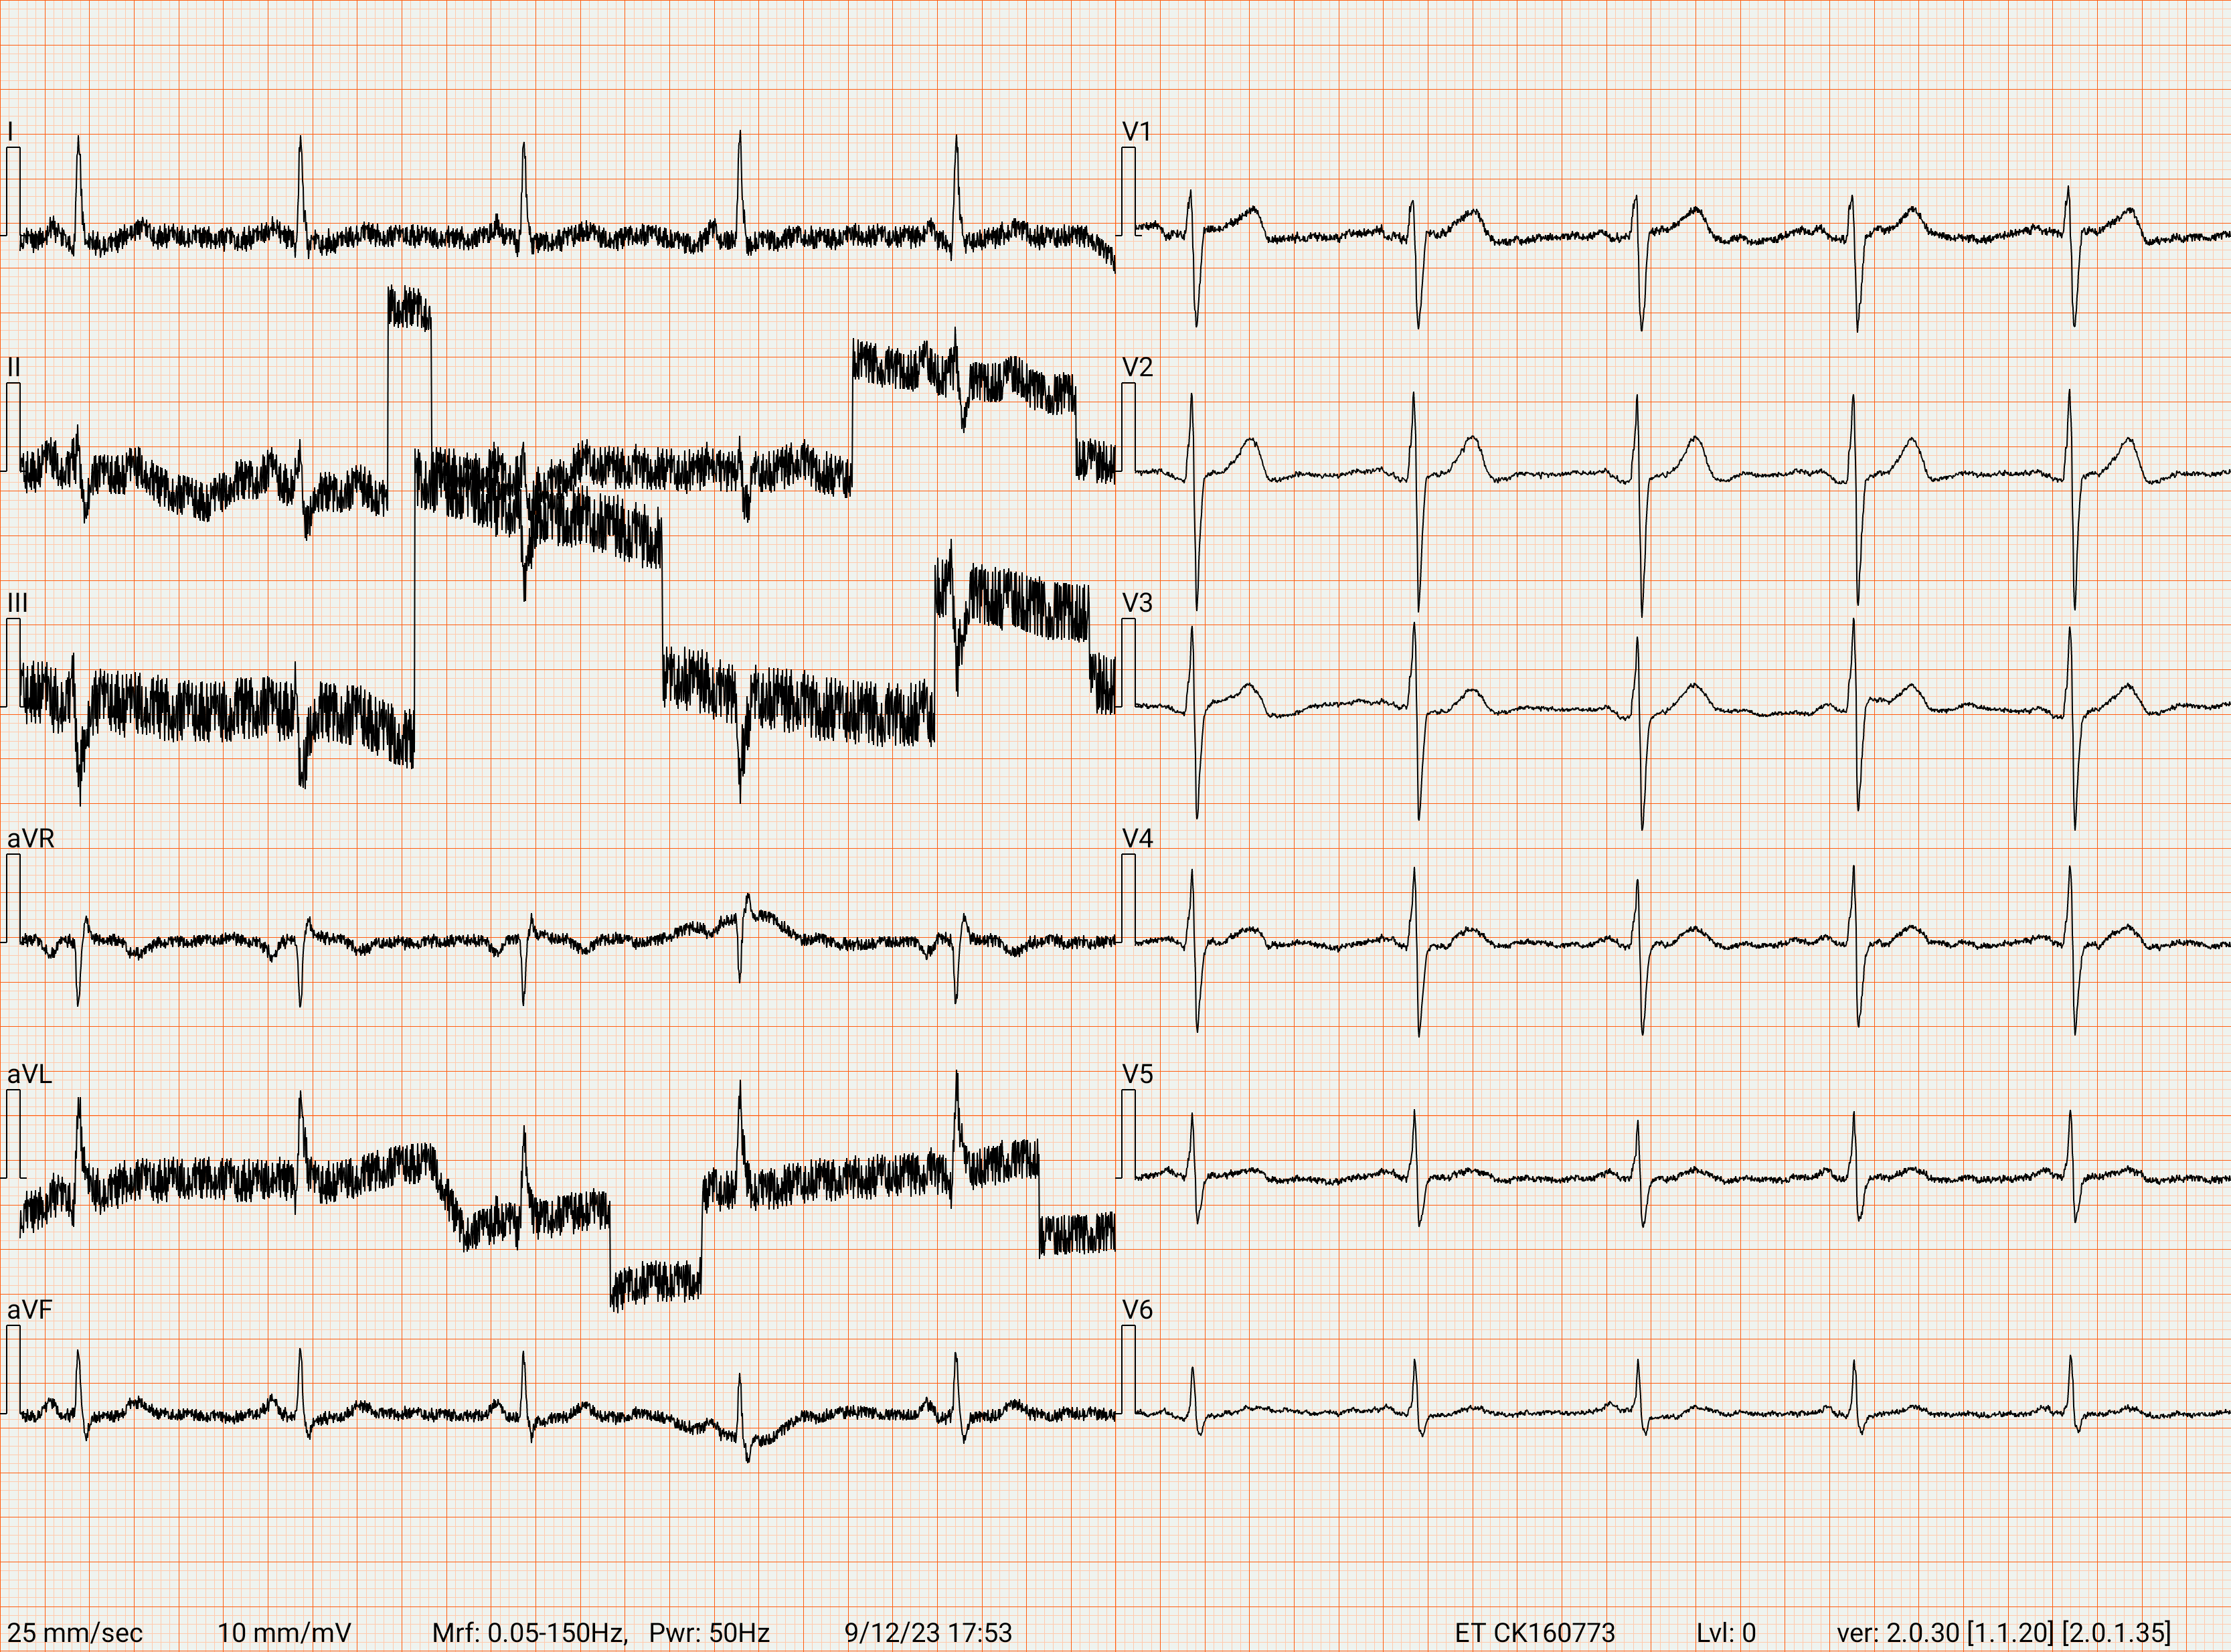 I
V1
II
V2
III
V3
aVR
V4
aVL
V5
aVF
V6
25 mm/sec 10 mm/mV Mrf: 0.05-150Hz, Pwr: 50Hz 9/12/23 17:53 ET CK160773 Lvl: 0 ver: 2.0.30 [1.1.20] [2.0.1.35]